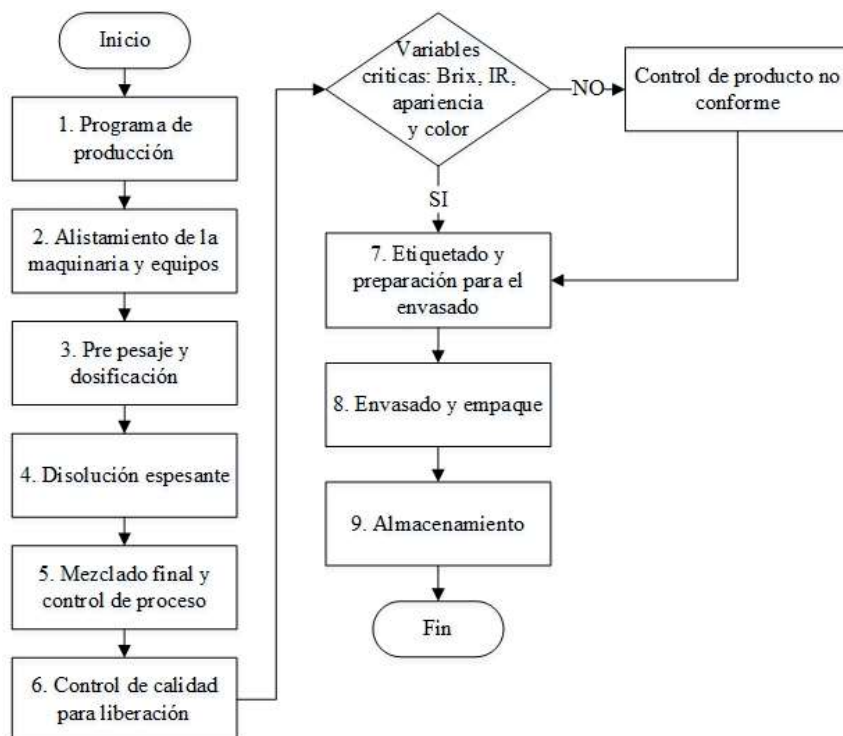 Inicio
1. Programa de
producción
2. Alistamiento de la
maquinaria y equipos
3. Pre pesaje y
dosificación
4. Disolución espesante
5. Mezclado final y
control de proceso
6. Control de calidad
para liberación
Variables
criticas: Brix, IR,
apariencia
y color
NO
Control de producto no
conforme
SI
7. Etiquetado y
preparación para el
envasado
8. Envasado y empaque
9. Almacenamiento
Fin